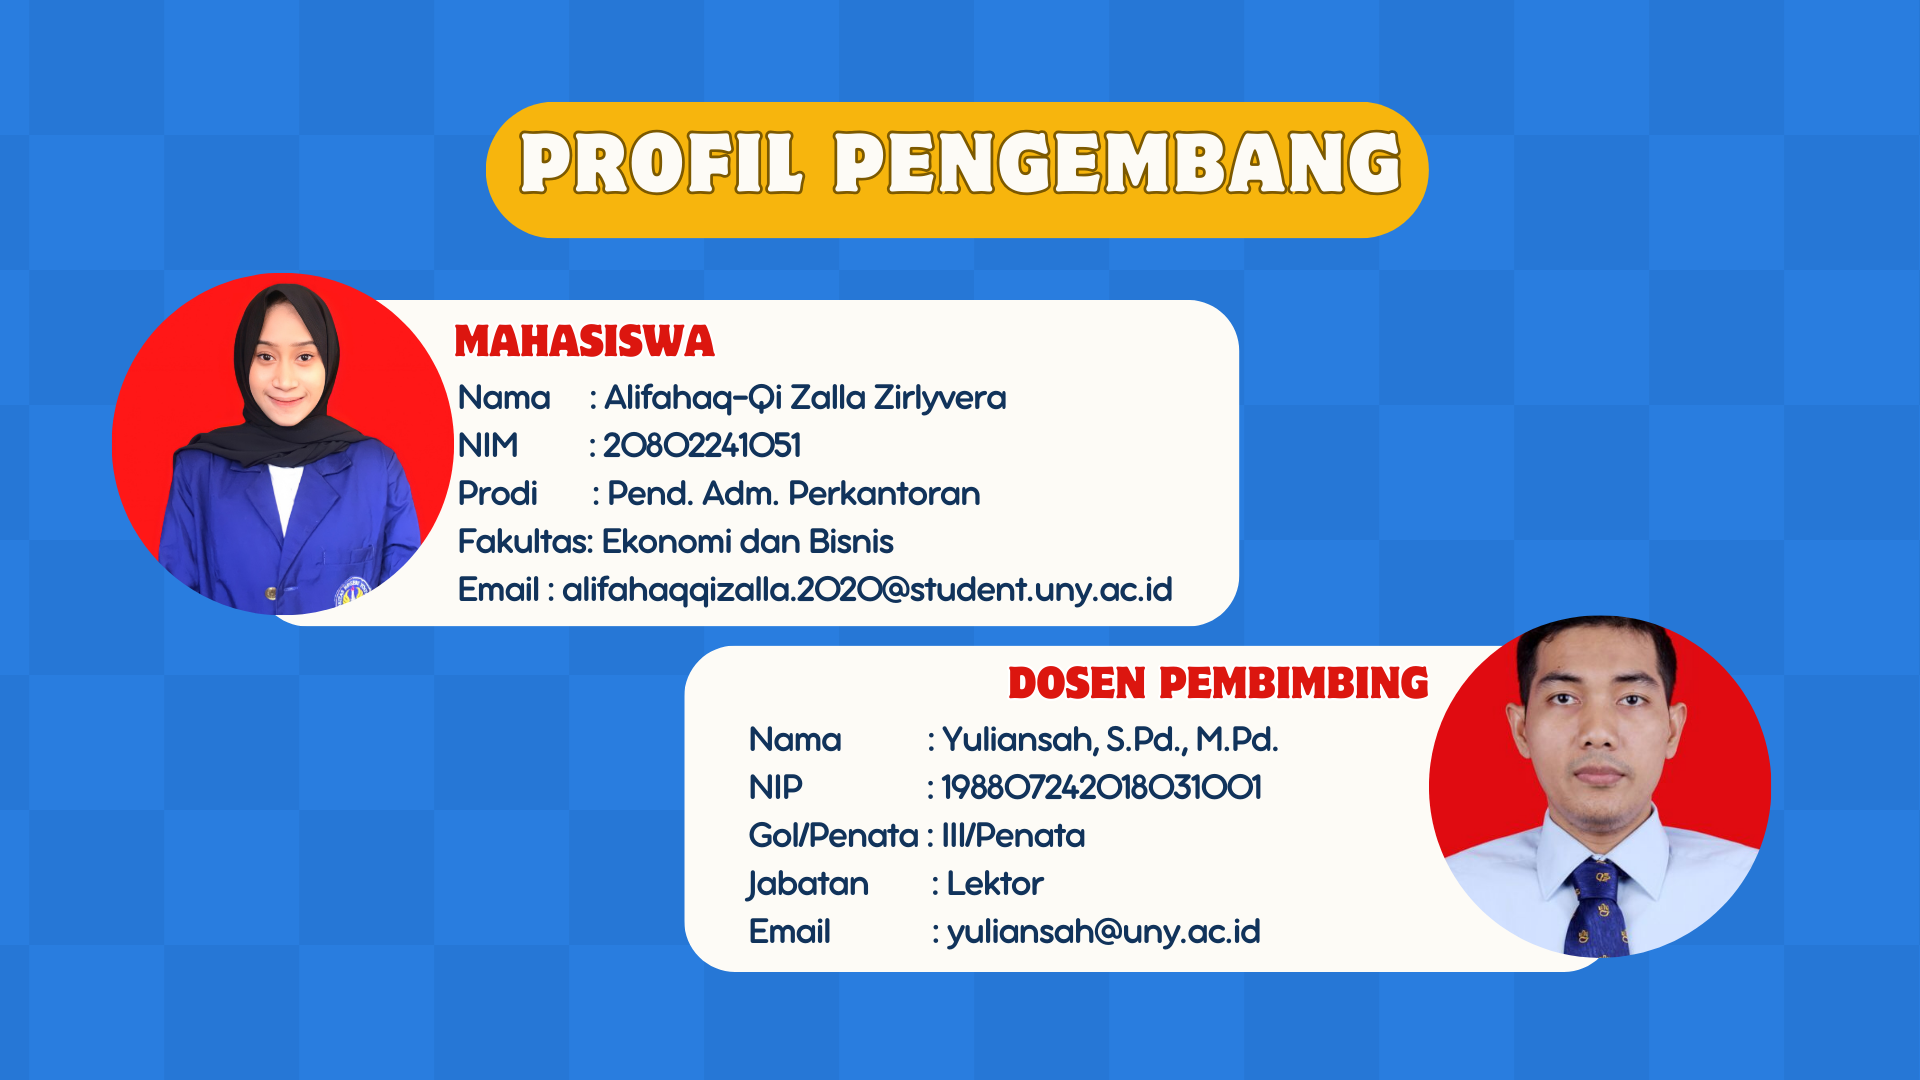 PROFIL PENGEMBANG
MAHASISWA
Nama : Alifahaq-Qi Zalla Zirlyvera
NIM : 20802241051
Prodi : Pend. Adm. Perkantoran
Fakultas: Ekonomi dan Bisnis
Email : alifahaqqizalla.2020@student.uny.ac.id
DOSEN PEMBIMBING
Nama : Yuliansah, S.Pd., M.Pd.
NIP : 198807242018031001
Gol/Penata : III/Penata
Jabatan : Lektor
Email : yuliansah@uny.ac.id